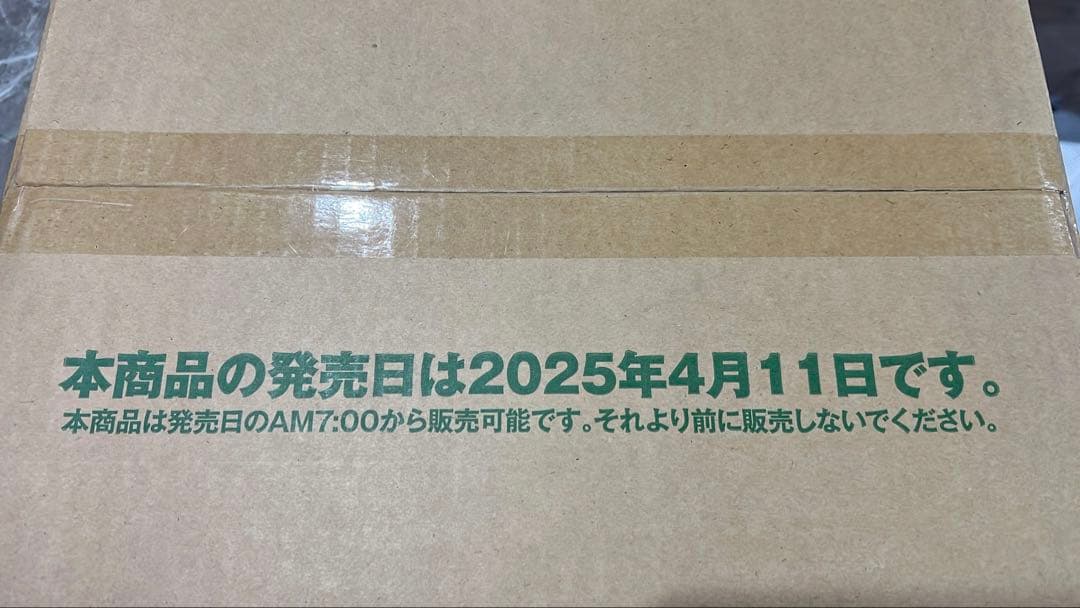 本商品の発売日は2025年4月11日です。
本商品は発売日のAM7:00から販売可能です。それより前に販売しないでください。